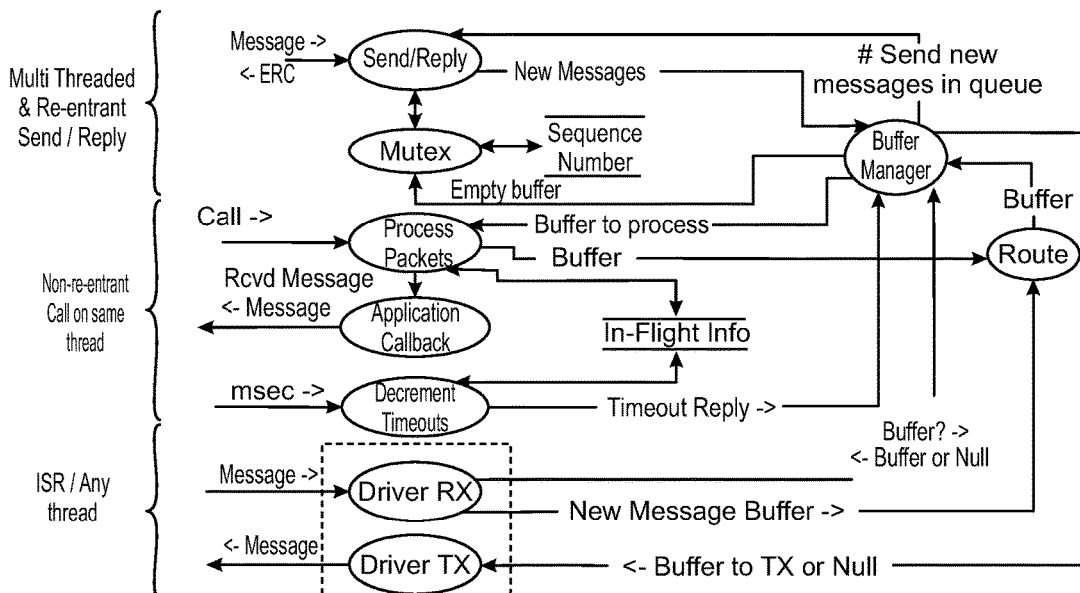 Multi Threaded
& Re-entrant
Send / Reply
Message ->
<- ERC
Send/Reply
New Messages
# Send new
messages in queue
Mutex
Sequence
Number
Buffer
Manager
Empty buffer
Non-re-entrant
Call on same
thread
Call ->
Process
Packets
Buffer to process
Buffer
Buffer
Route
Rcvd Message
<- Message
Application
Callback
In-Flight Info
msec ->
Decrement
Timeouts
Timeout Reply ->
Buffer? ->
<- Buffer or Null
ISR / Any
thread
Message ->
Driver RX
New Message Buffer ->
<- Message
Driver TX
<- Buffer to TX or Null